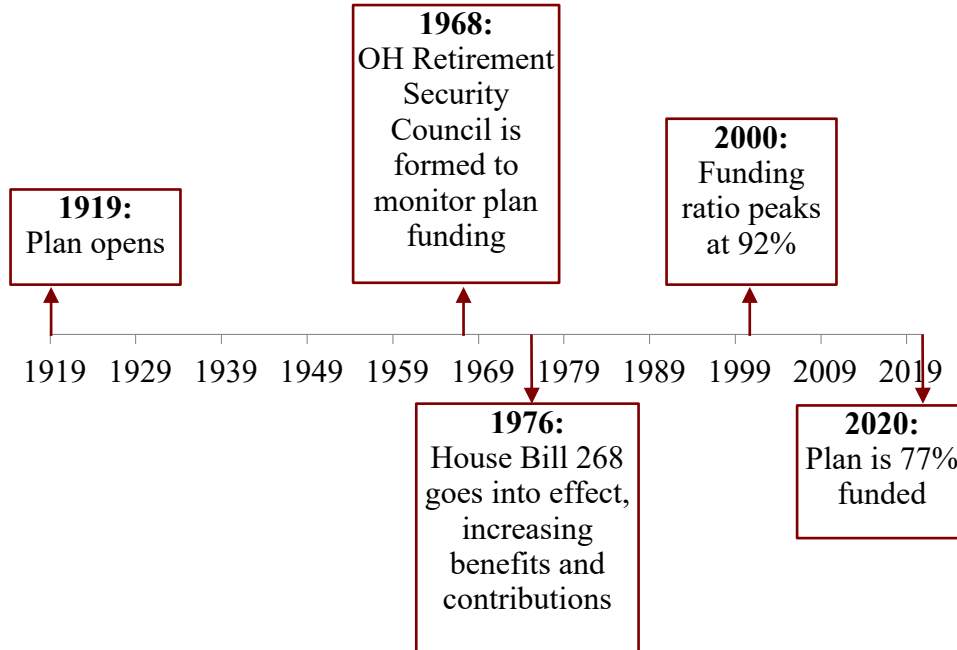 1968:
OH Retirement
Security
Council is
formed to
monitor plan
funding
2000:
Funding
ratio peaks
at 92%
1919:
Plan opens
1919 1929 1939 1949 1959 1969 1979 1989 1999 2009 2019
1976:
House Bill 268
goes into effect,
increasing
benefits and
contributions
2020:
Plan is 77%
funded